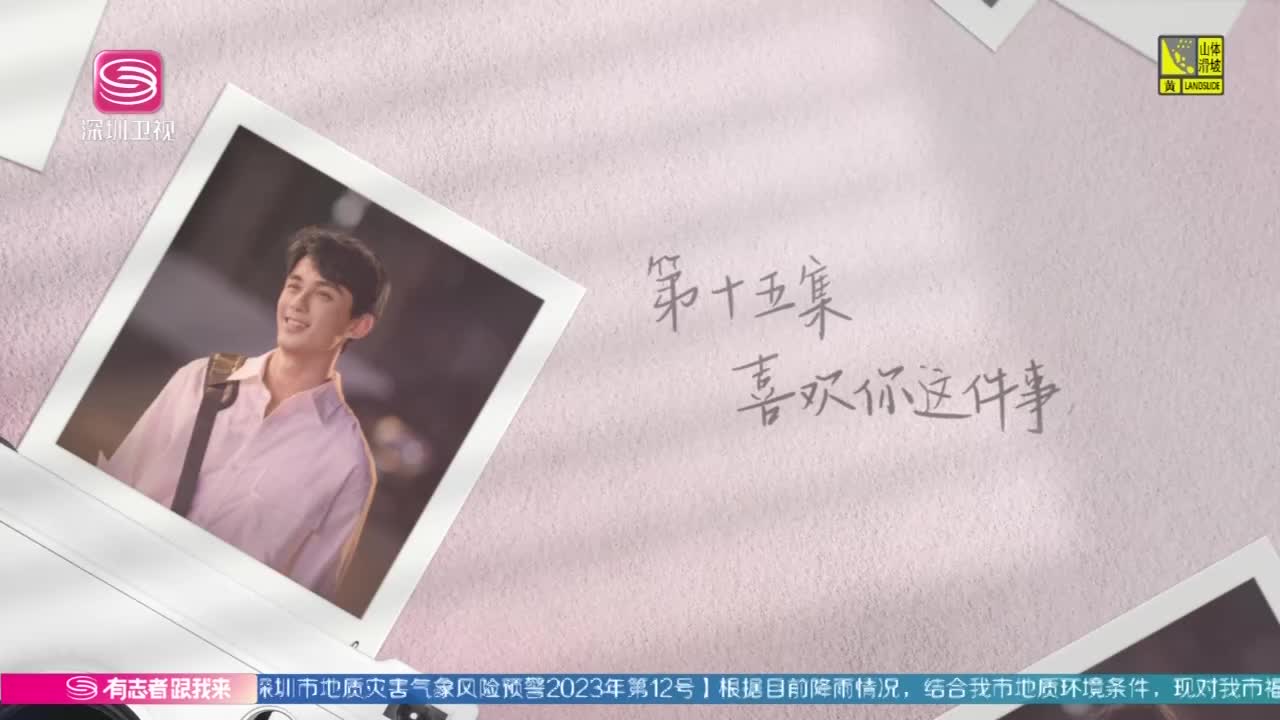 深圳卫视
山体
滑坡
黄 LANDSLIDE
第十五集
喜欢你这件事
有志者跟我来
深圳市地质灾害气象风险预警2023年第12号】根据目前降雨情况，结合我市地质环境条件，现对我市福